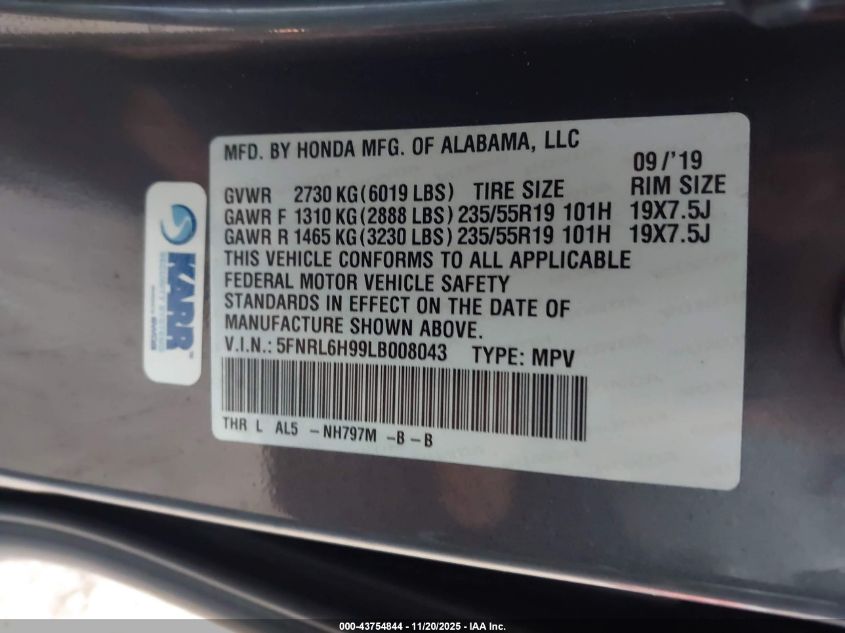 MFD. BY HONDA MFG. OF ALABAMA, LLC
09/'19
GVWR 2730 KG(6019 LBS) TIRE SIZE RIM SIZE
GAWR F 1310 KG(2888 LBS)235/55R19 101H 19X7.5J
GAWR R 1465 KG(3230 LBS)235/55R19 101H 19X7.5J
THIS VEHICLE CONFORMS TO ALL APPLICABLE
FEDERAL MOTOR VEHICLE SAFETY
STANDARDS IN EFFECT ON THE DATE OF
MANUFACTURE SHOWN ABOVE.
V.I.N.: 5FNRL6H99LB008043 TYPE: MPV
THR L AL5 -NH797M -B-B
KARR
SECURITY SYSTEMS
000-43754844 - 11/20/2025 - IAA Inc.